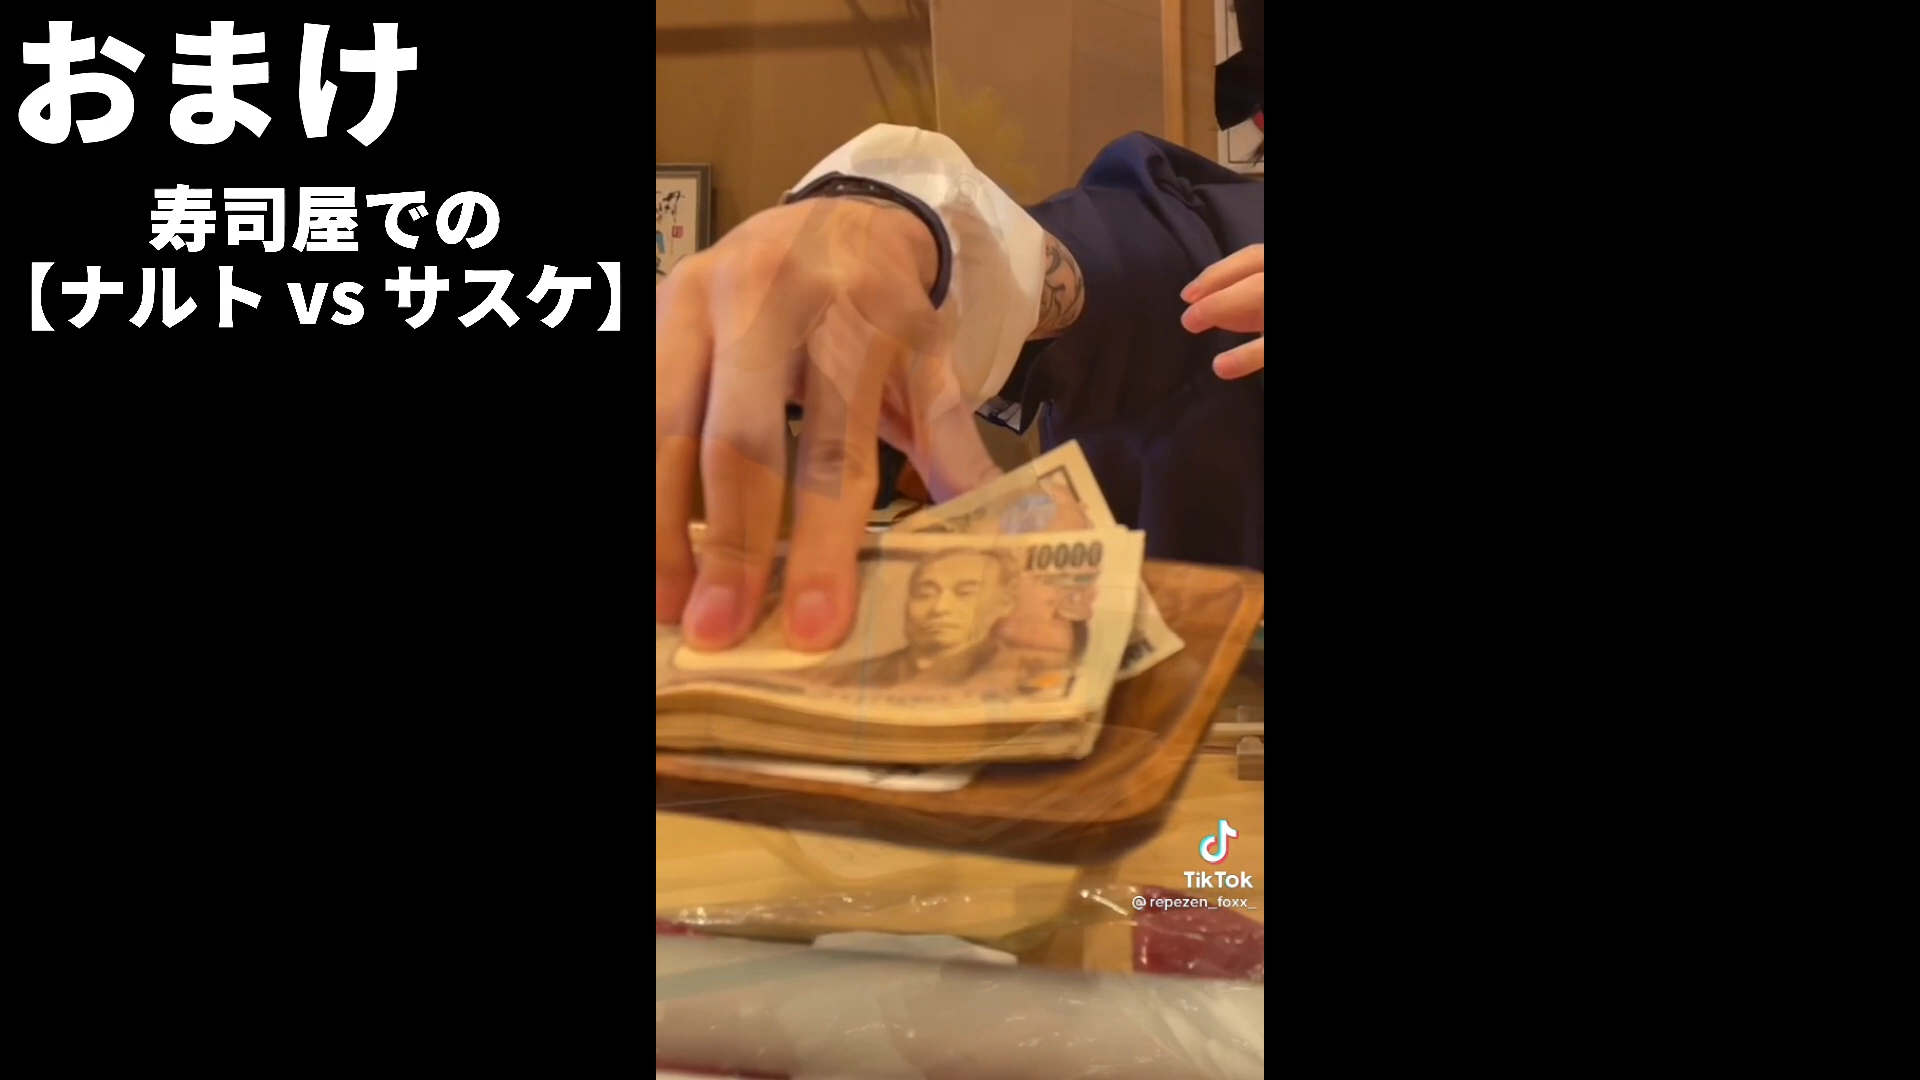 おまけ
寿司屋での
【ナルト vs サスケ】
10000
TikTok
@repezen_foxx_